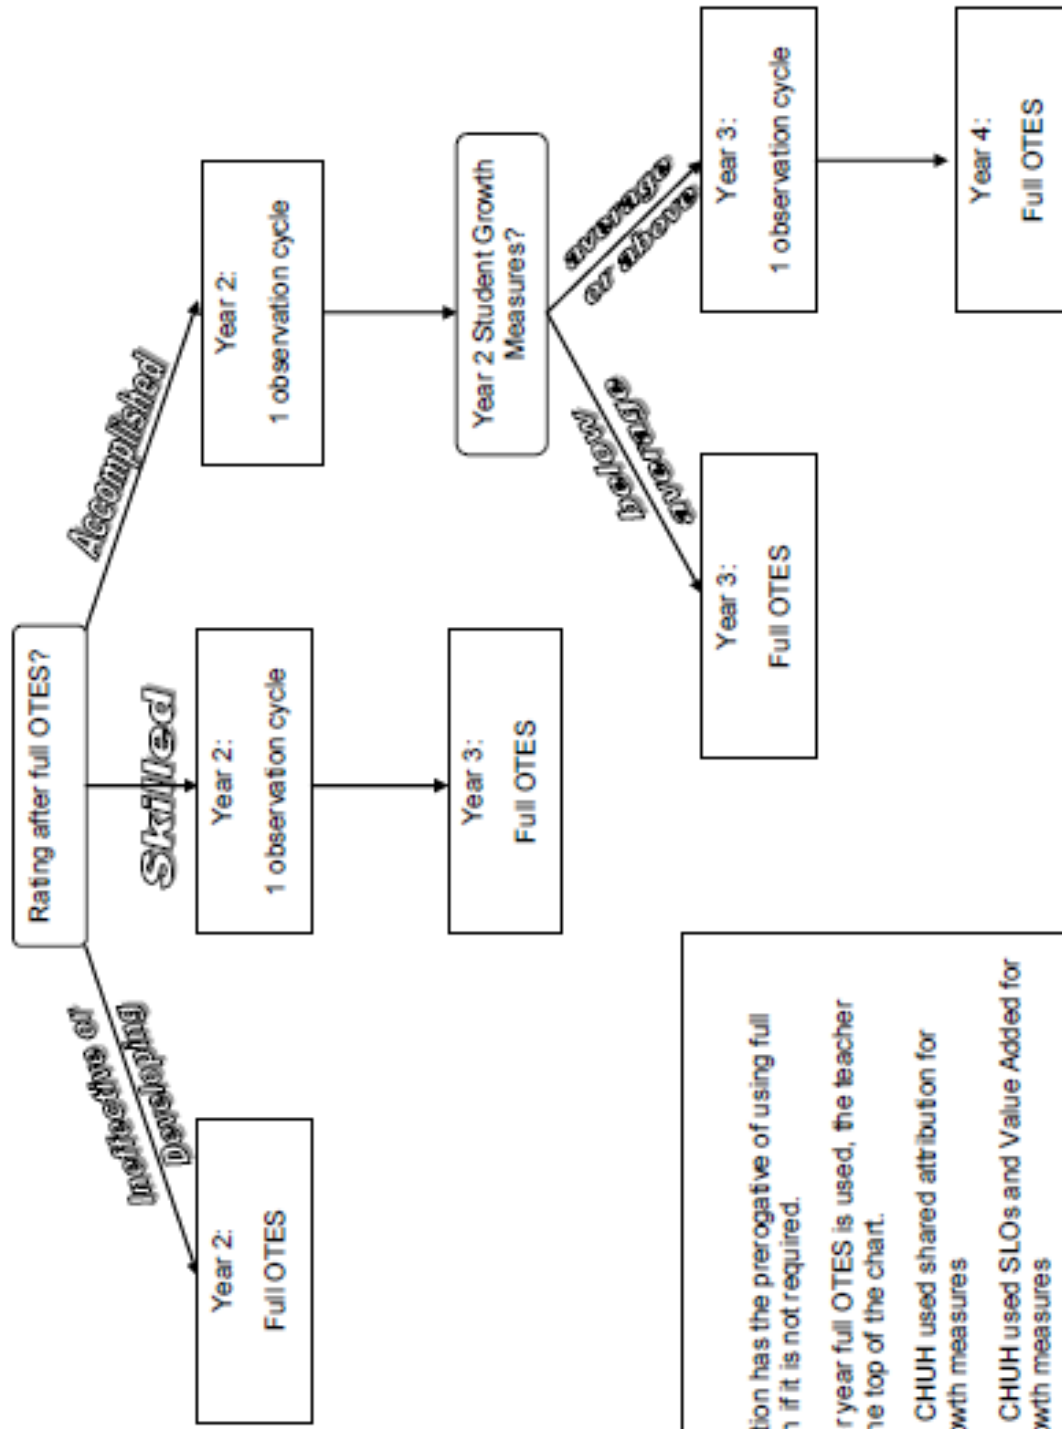 Rating after full OTES?
Ineffective or
Developing
Skilled
Accomplished
Year 2:
Full OTES
Year 2:
1 observation cycle
Year 2:
1 observation cycle
Year 3:
Full OTES
Year 2 Student Growth
Measures?
below
average
average
or above
Year 3:
Full OTES
Year 3:
1 observation cycle
Year 4:
Full OTES
tion has the prerogative of using full
n if it is not required.
r year full OTES is used, the teacher
he top of the chart.
CHUH used shared attribution for
owth measures
CHUH used SLOs and Value Added for
owth measures